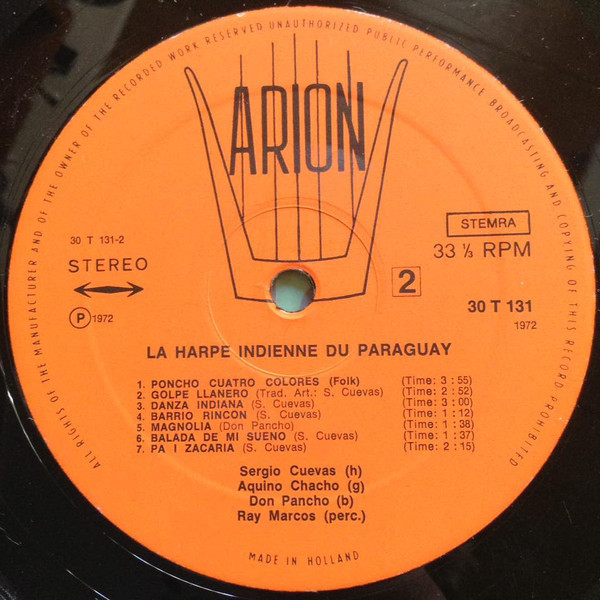 ALL RIGHTS OF THE MANUFACTURER AND OF THE OWNER OF THE RECORDED WORK RESERVED UNAUTHORIZED PUBLIC PERFORMANCE BROADCASTING AND COPYING OF THIS RECORD PROHIBITED
ARION
30 T 131-2
STEREO
STEMRA
33 ⅓ RPM
℗ 1972
2
30 T 131
1972
LA HARPE INDIENNE DU PARAGUAY
1. PONCHO CUATRO COLORES (Folk) (Time: 3 : 55)
2. GOLPE LLANERO (Trad. Art.: S. Cuevas) (Time: 2 : 52)
3. DANZA INDIANA (S. Cuevas) (Time: 3 : 00)
4. BARRIO RINCON (S. Cuevas) (Time: 1 : 12)
5. MAGNOLIA (Don Pancho) (Time: 1 : 38)
6. BALADA DE MI SUENO (S. Cuevas) (Time: 1 : 37)
7. PA I ZACARIA (S. Cuevas) (Time: 2 : 15)
Sergio Cuevas (h)
Aquino Chacho (g)
Don Pancho (b)
Ray Marcos (perc.)
MADE IN HOLLAND